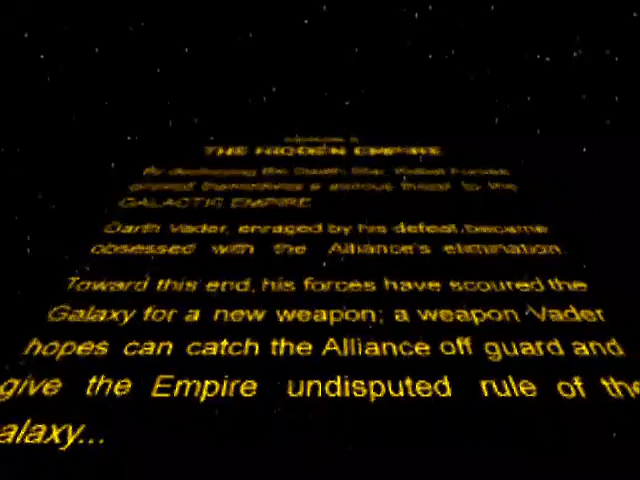 THE HIDDEN EMPIRE
By destroying the Death Star, Rebel Forces
proved themselves a serious threat to the
GALACTIC EMPIRE
Darth Vader, enraged by his defeat, became
obsessed with the Alliance's elimination.
Toward this end, his forces have scoured the
Galaxy for a new weapon; a weapon Vader
hopes can catch the Alliance off guard and
give the Empire undisputed rule of the
alaxy...